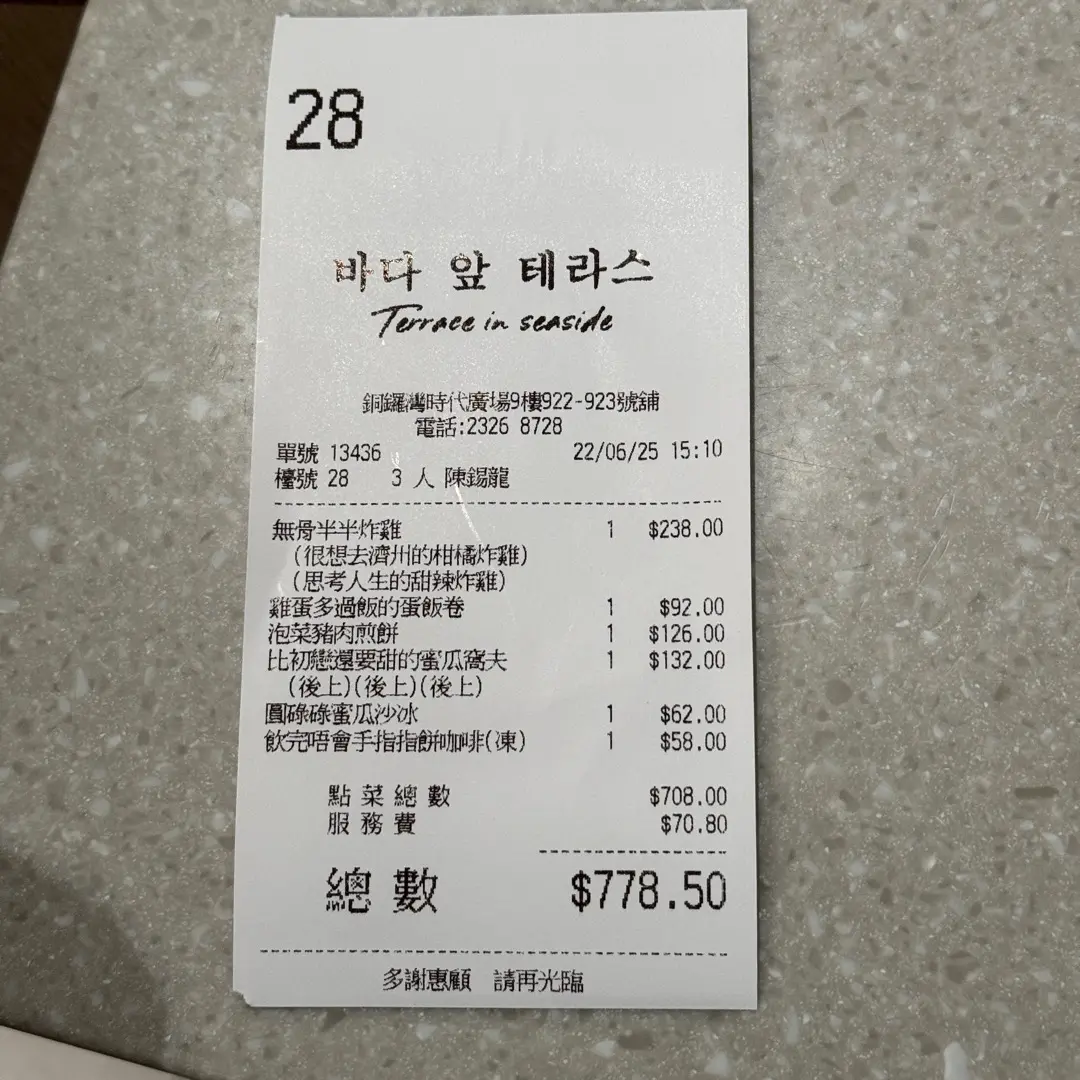 28
바다 앞 테라스
Terrace in seaside
銅鑼灣時代廣場9樓922-923號舖
電話:2326 8728
單號 13436 22/06/25 15:10
檯號 28 3 人 陳錫龍
無骨半半炸雞 1 $238.00
(很想去濟州的柑橘炸雞)
(思考人生的甜辣炸雞)
雞蛋多過飯的蛋飯卷 1 $92.00
泡菜豬肉煎餅 1 $126.00
比初戀還要甜的蜜瓜窩夫 1 $132.00
(後上)(後上)(後上)
圓碌碌蜜瓜沙冰 1 $62.00
飲完唔會手指指餅咖啡(凍) 1 $58.00
點菜總數 $708.00
服務費 $70.80
總數 $778.50
多謝惠顧 請再光臨